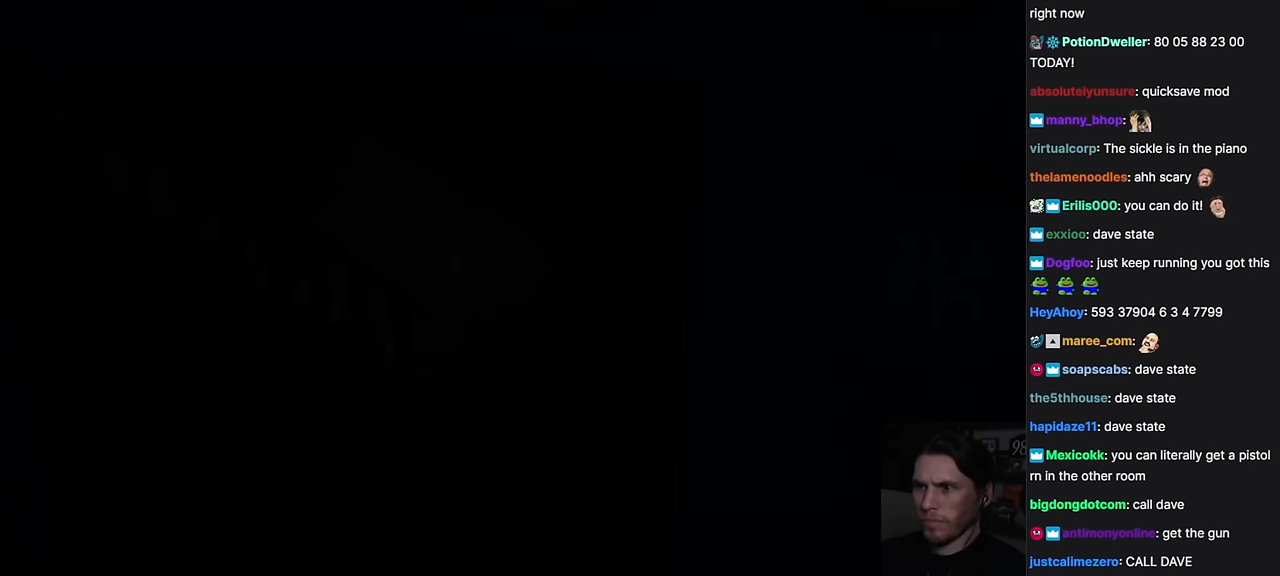 right now
PotionDweller: 80 05 88 23 00
TODAY!
absolutelyunsure: quicksave mod
manny_bhop:
virtualcorp: The sickle is in the piano
thelamenoodles: ahh scary
Erilis000: you can do it!
exxioo: dave state
Dogfoo: just keep running you got this
HeyAhoy: 593 37904 6 3 4 7799
maree_com:
soapscabs: dave state
the5thhouse: dave state
hapidaze11: dave state
Mexicokk: you can literally get a pistol
rn in the other room
bigdongdotcom: call dave
antimonyonline: get the gun
justcalimezero: CALL DAVE
98